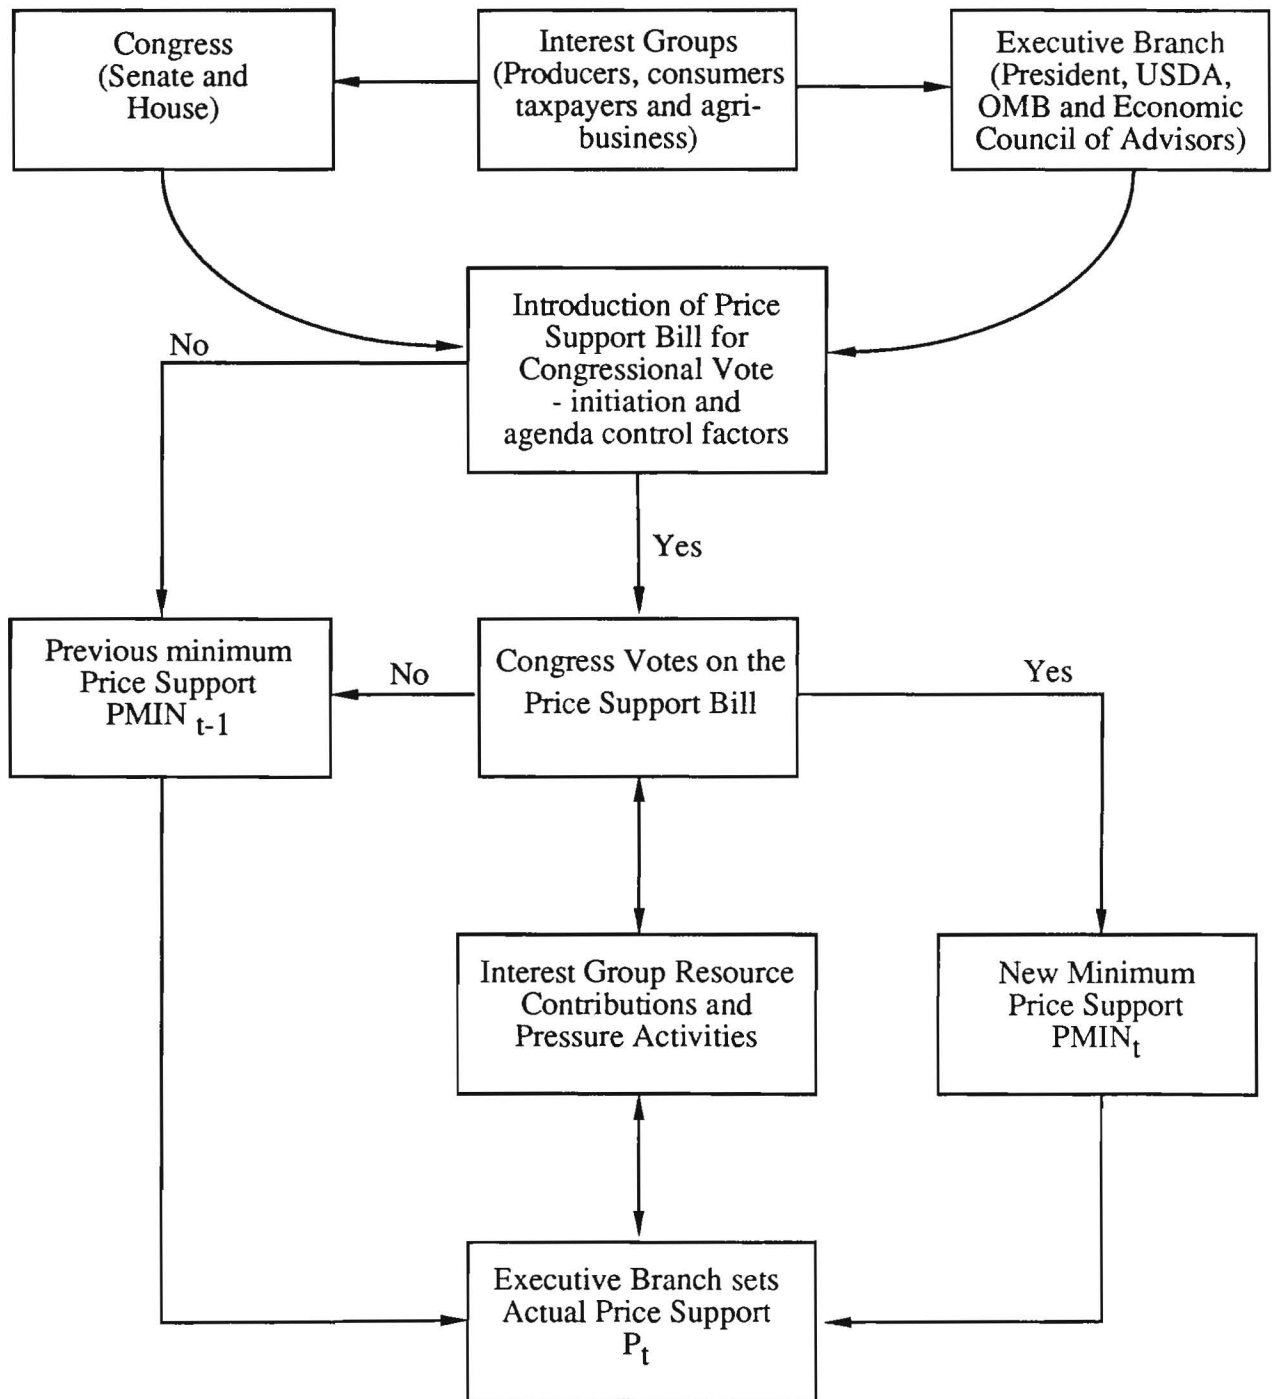 Congress
(Senate and
House)
Interest Groups
(Producers, consumers
taxpayers and agri-
business)
Executive Branch
(President, USDA,
OMB and Economic
Council of Advisors)
Introduction of Price
Support Bill for
Congressional Vote
- initiation and
agenda control factors
No
Yes
Previous minimum
Price Support
PMIN t-1
No
Congress Votes on the
Price Support Bill
Yes
Interest Group Resource
Contributions and
Pressure Activities
New Minimum
Price Support
PMINt
Executive Branch sets
Actual Price Support
Pt